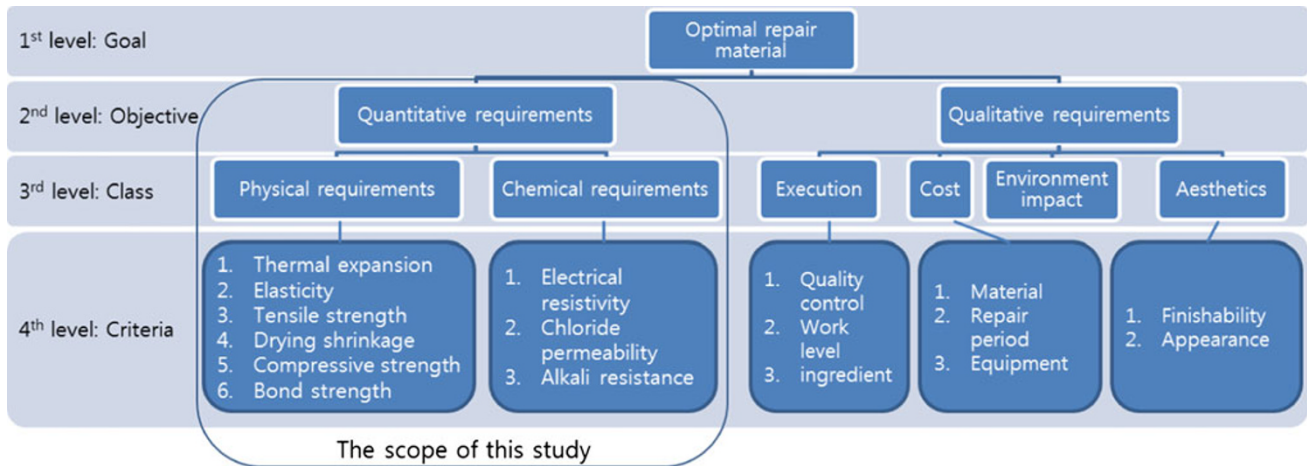 1st level: Goal
Optimal repair
material
2nd level: Objective
Quantitative requirements
Qualitative requirements
3rd level: Class
Physical requirements
Chemical requirements
Execution
Cost
Environment
impact
Aesthetics
4th level: Criteria
1. Thermal expansion
2. Elasticity
3. Tensile strength
4. Drying shrinkage
5. Compressive strength
6. Bond strength
1. Electrical
resistivity
2. Chloride
permeability
3. Alkali resistance
1. Quality
control
2. Work
level
3. ingredient
1. Material
2. Repair
period
3. Equipment
1. Finishability
2. Appearance
The scope of this study